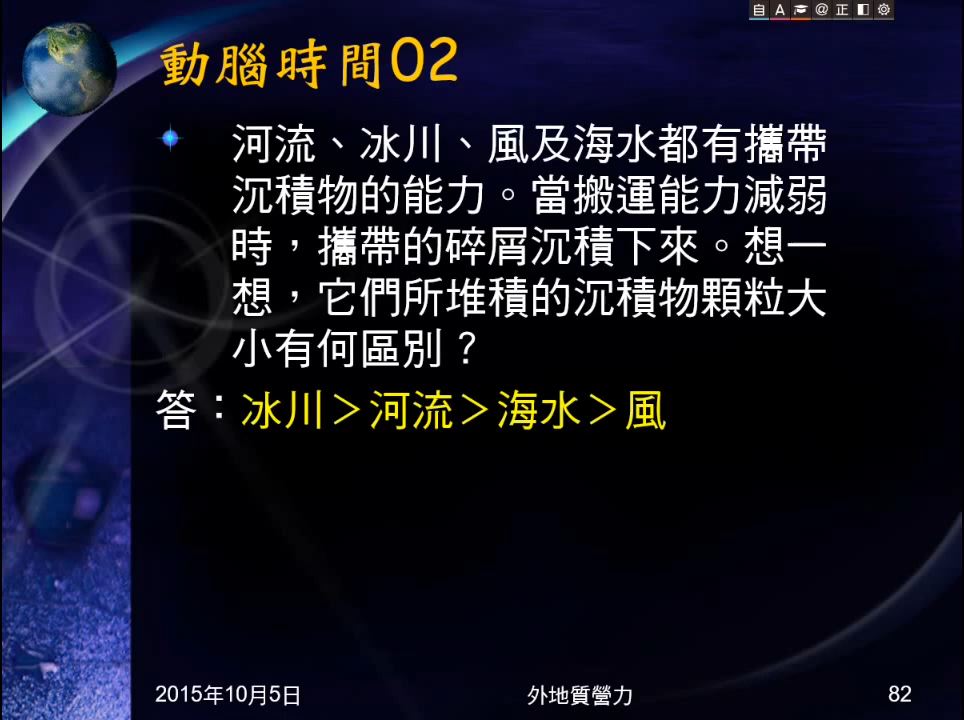 自 A @ 正
動腦時間02
河流、冰川、風及海水都有攜帶
沉積物的能力。當搬運能力減弱
時，攜帶的碎屑沉積下來。想一
想，它們所堆積的沉積物顆粒大
小有何區別？
答：冰川＞河流＞海水＞風
2015年10月5日
外地質營力
82